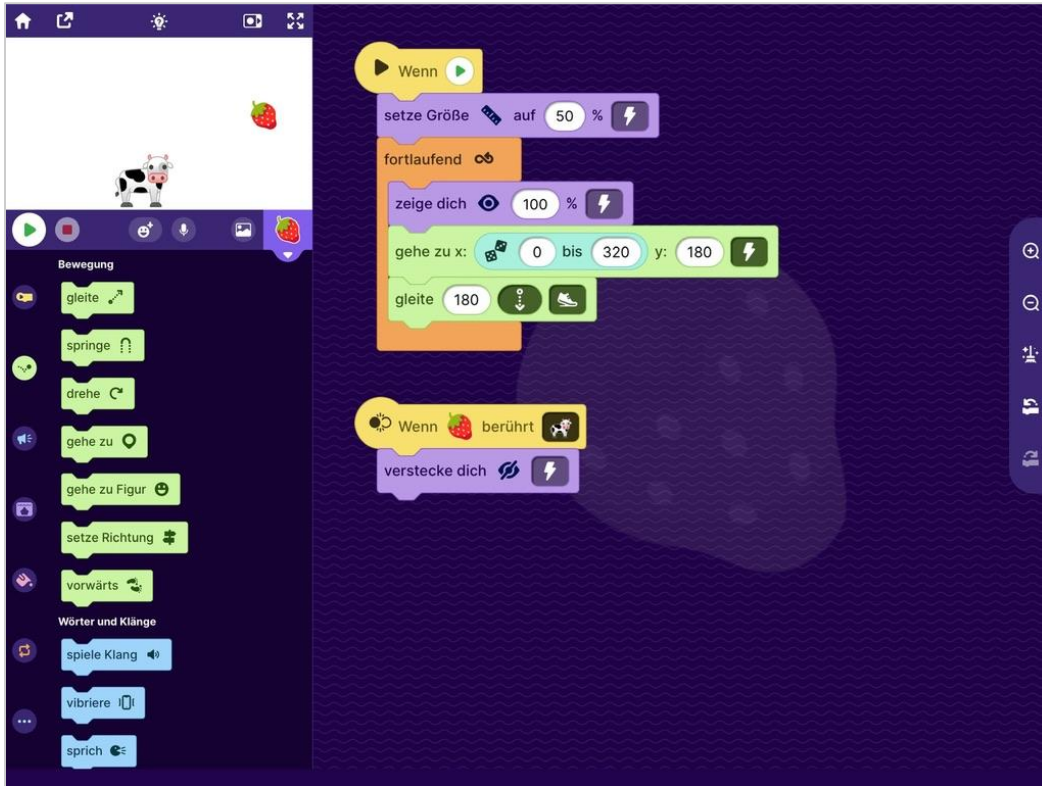 Wenn
setze Größe auf 50 %
fortlaufend
zeige dich 100 %
gehe zu x: 0 bis 320 y: 180
gleite 180
Wenn berührt
verstecke dich
Bewegung
gleite
springe
drehe
gehe zu
gehe zu Figur
setze Richtung
vorwärts
Wörter und Klänge
spiele Klang
vibriere
sprich